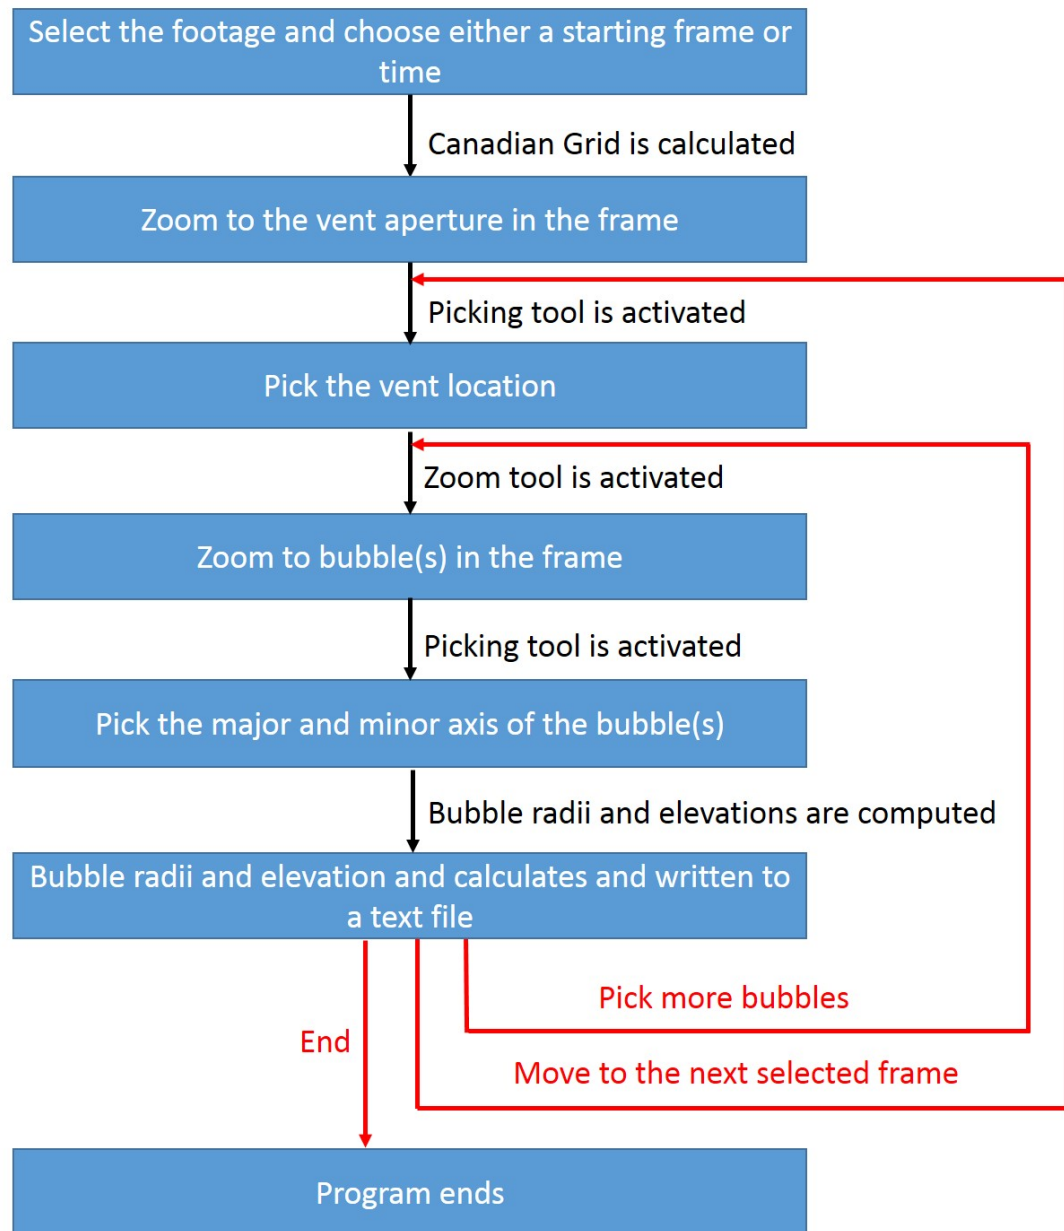 Select the footage and choose either a starting frame or
time
Canadian Grid is calculated
Zoom to the vent aperture in the frame
Picking tool is activated
Pick the vent location
Zoom tool is activated
Zoom to bubble(s) in the frame
Picking tool is activated
Pick the major and minor axis of the bubble(s)
Bubble radii and elevations are computed
Bubble radii and elevation and calculates and written to
a text file
Pick more bubbles
End
Move to the next selected frame
Program ends